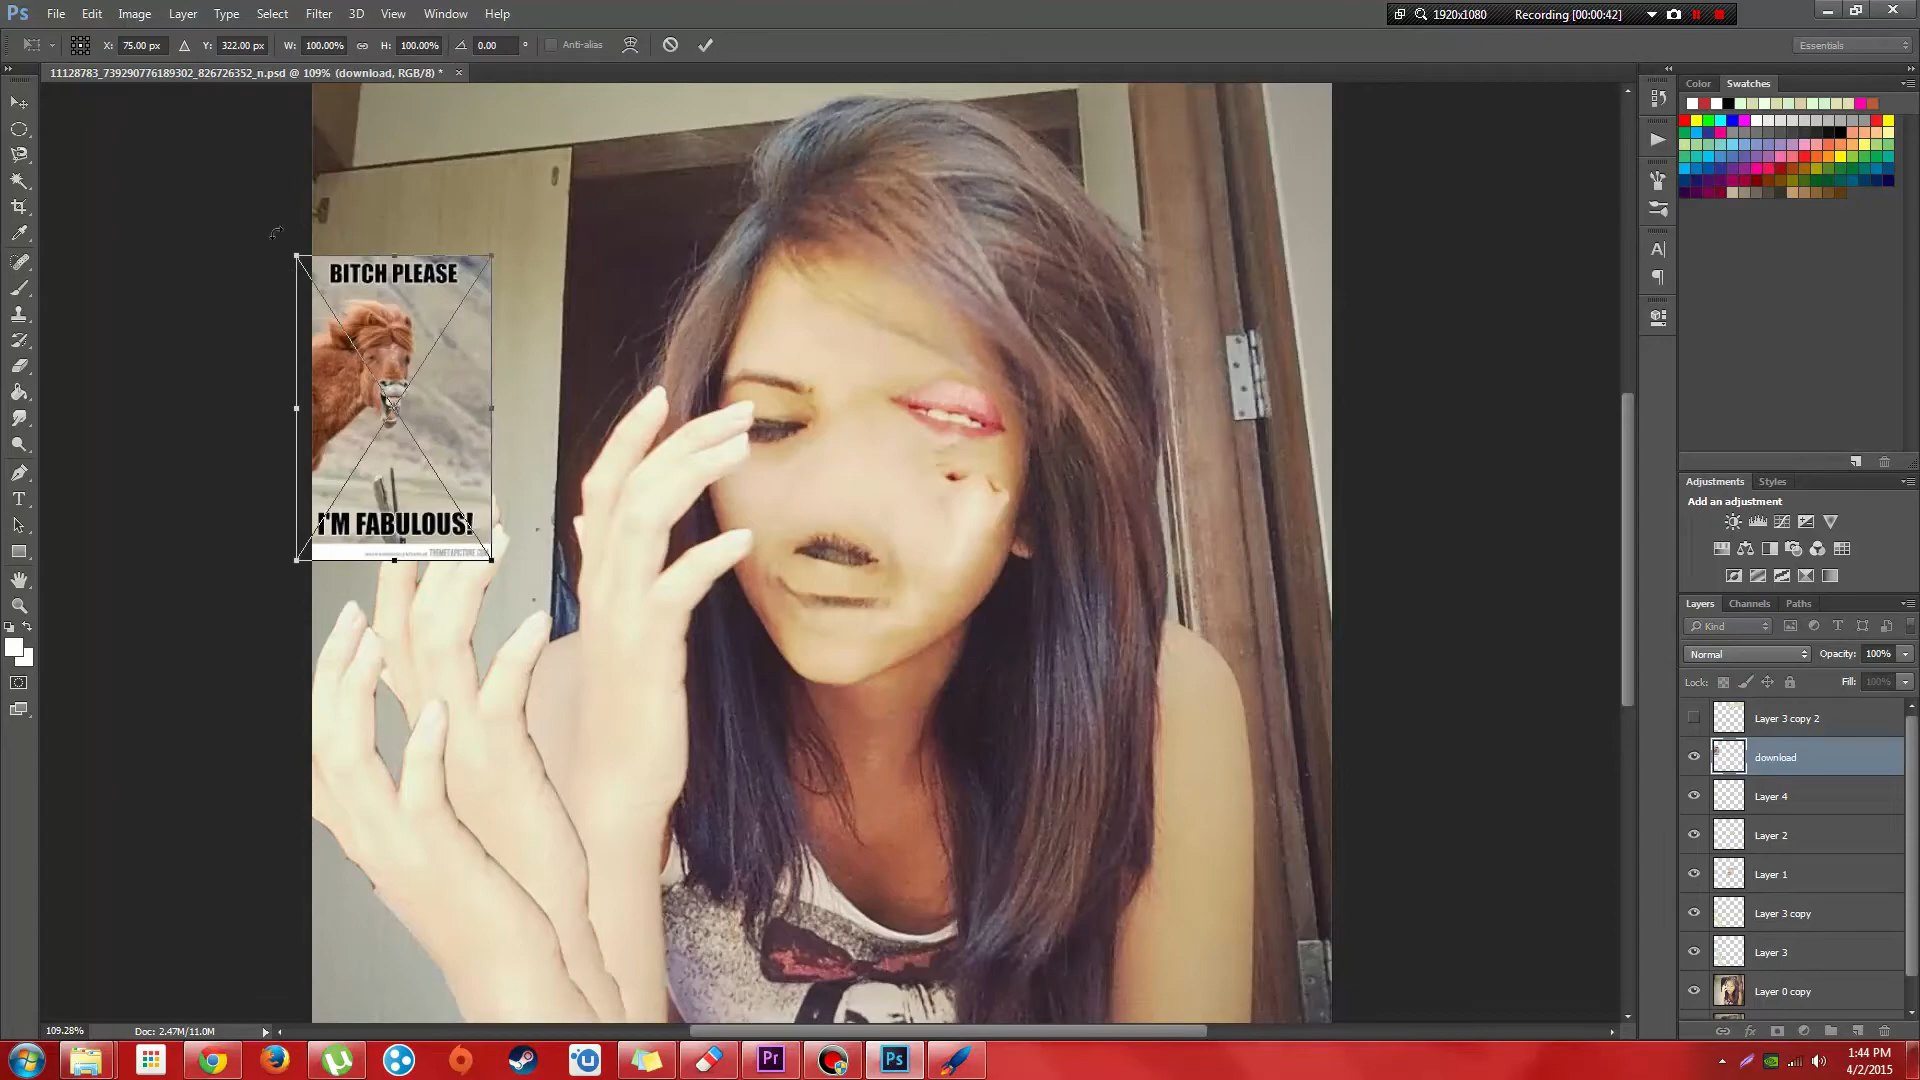 Ps File Edit Image Layer Type Select Filter 3D View Window Help
1920x1080 Recording [00:00:42]
X: 75.00 px Y: 322.00 px W: 100.00% H: 100.00% 0.00 ° Anti-alias
Essentials
11128783_739290776189302_826726352_n.psd @ 109% (download, RGB/8) *
Color Swatches
BITCH PLEASE
I'M FABULOUS!
Adjustments Styles
Add an adjustment
Layers Channels Paths
Kind
Normal Opacity: 100%
Lock: Fill: 100%
Layer 3 copy 2
download
Layer 4
Layer 2
Layer 1
Layer 3 copy
Layer 3
Layer 0 copy
109.28% Doc: 2.47M/11.0M
Pr Ps
1:44 PM
4/2/2015